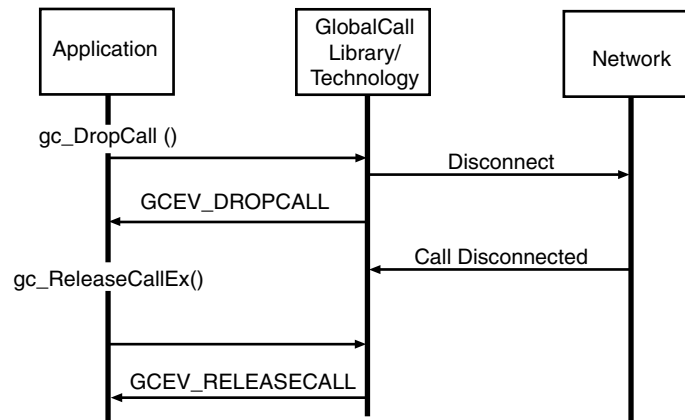 Application
GlobalCall
Library/
Technology
Network
gc_DropCall ()
Disconnect
GCEV_DROPCALL
Call Disconnected
gc_ReleaseCallEx()
GCEV_RELEASECALL